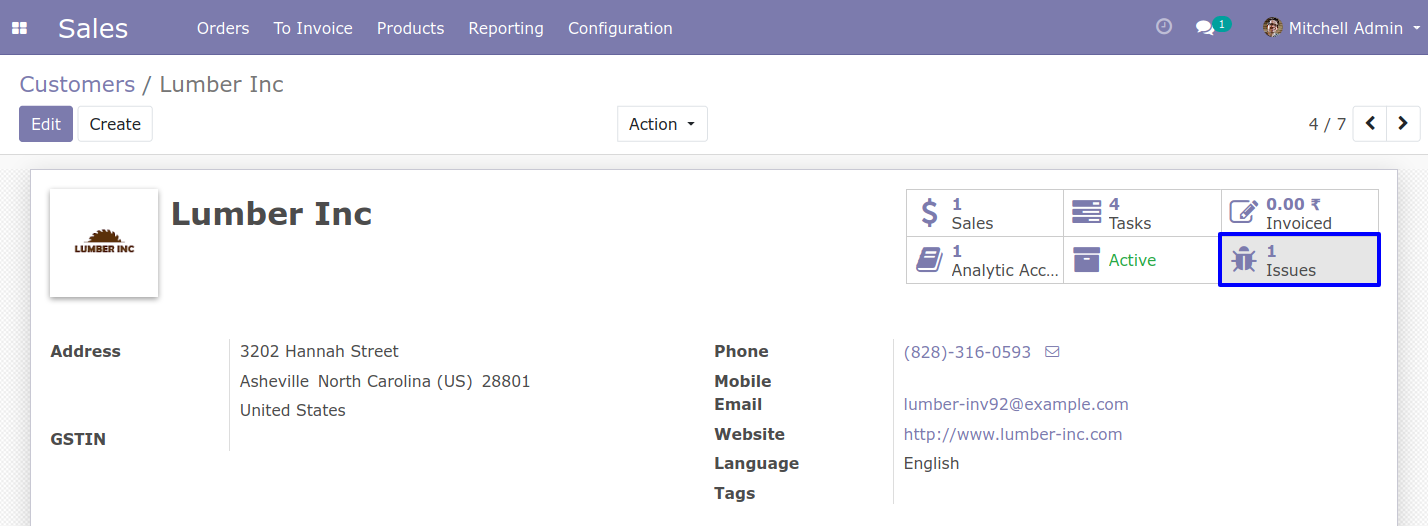 Sales Orders To Invoice Products Reporting Configuration 1 Mitchell Admin
Customers / Lumber Inc
Edit Create Action 4 / 7
LUMBER INC
Lumber Inc
1 Sales
4 Tasks
0.00 ₹ Invoiced
1 Analytic Acc...
Active
1 Issues
Address 3202 Hannah Street
Asheville North Carolina (US) 28801
United States
GSTIN
Phone (828)-316-0593
Mobile
Email lumber-inv92@example.com
Website http://www.lumber-inc.com
Language English
Tags